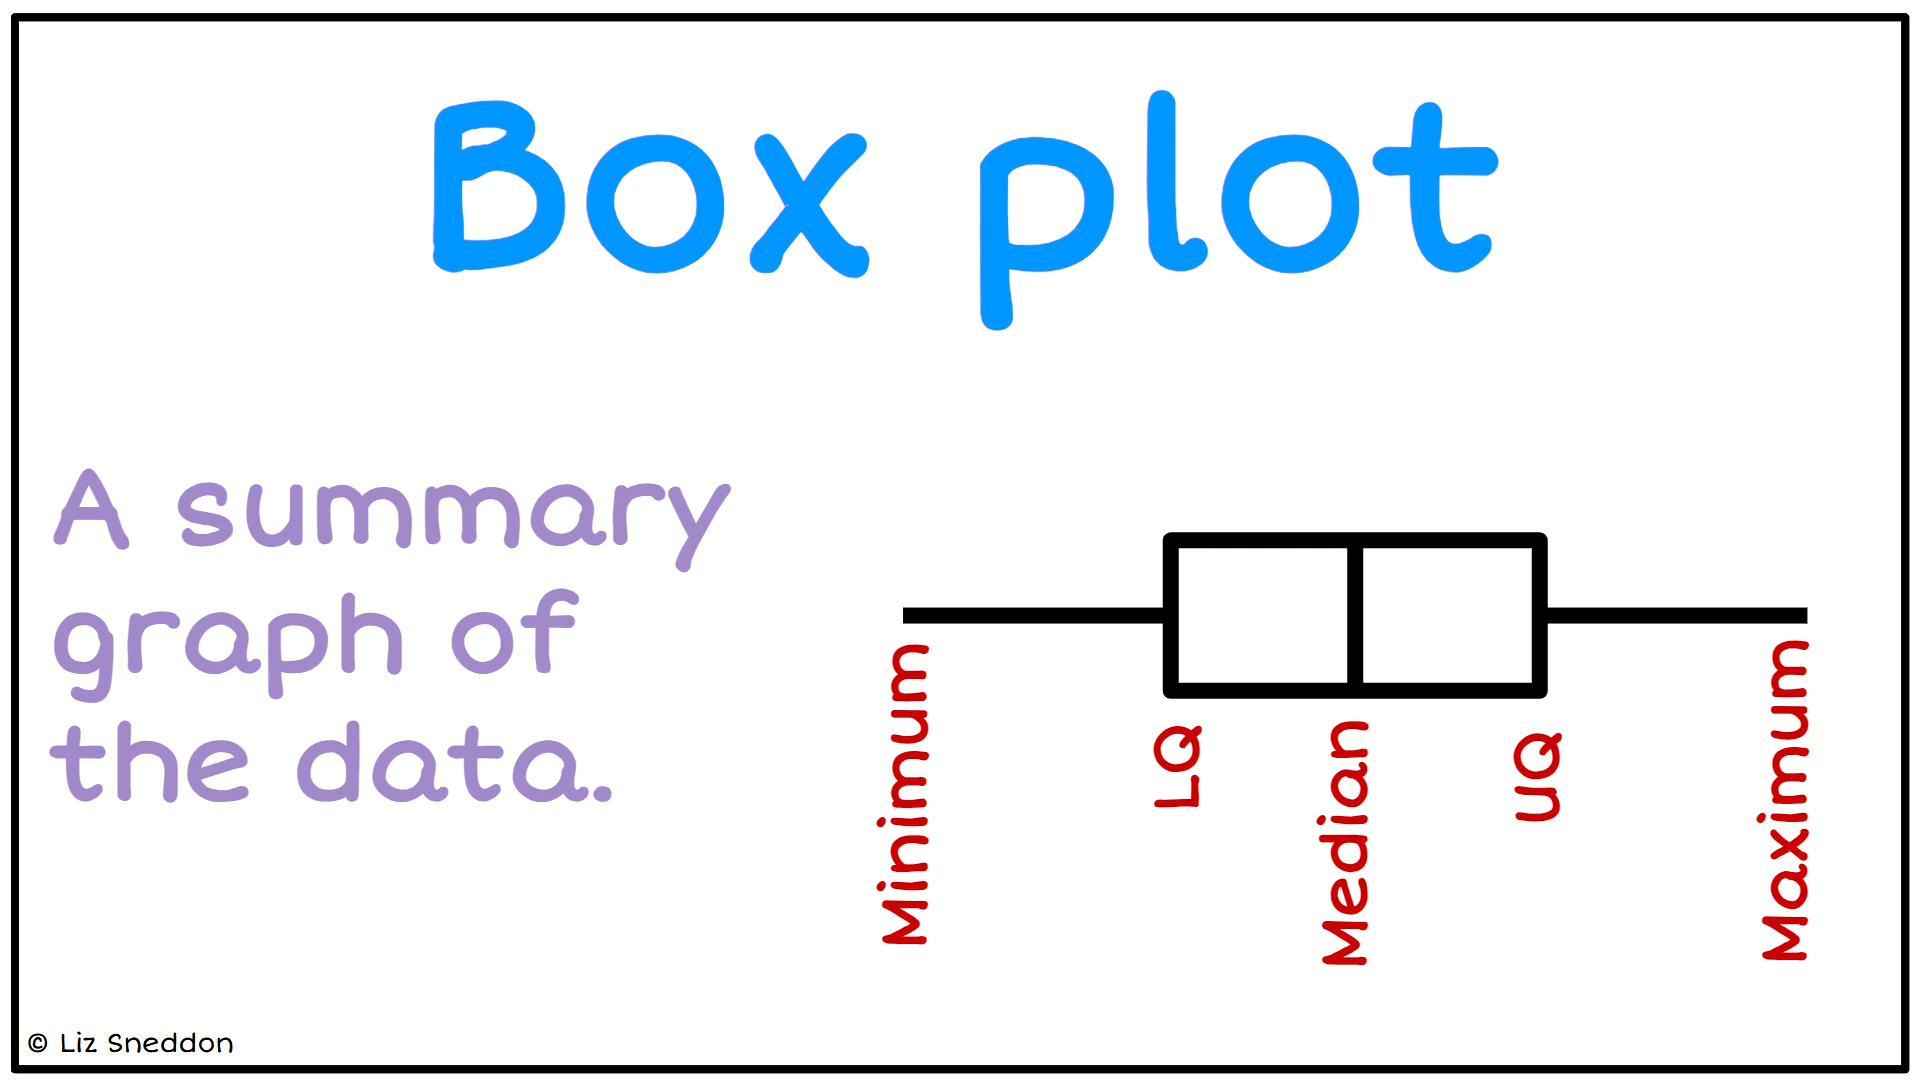 Box plot
A summary
graph of
the data.
Minimum
LQ
Median
UQ
Maximum
© Liz Sneddon